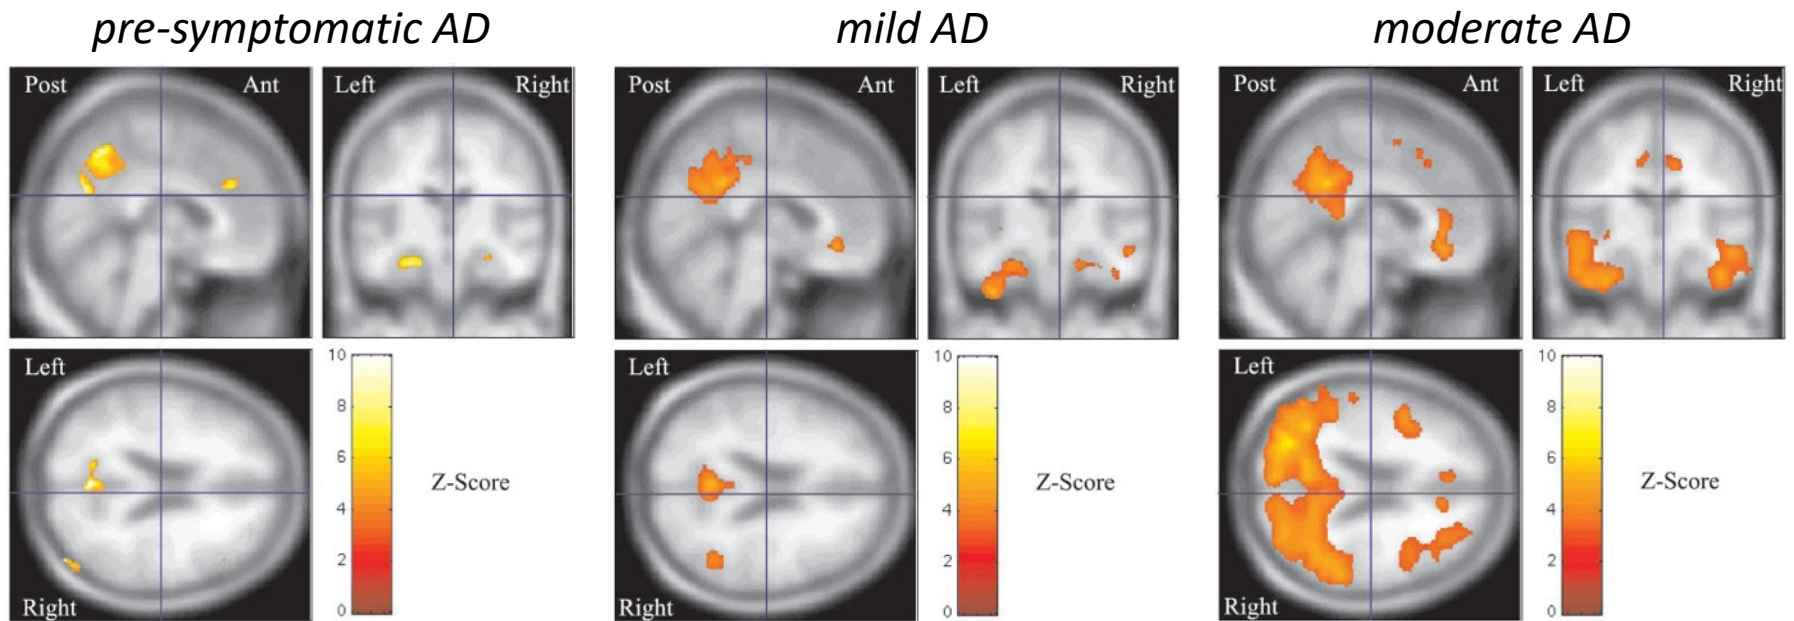 pre-symptomatic AD
mild AD
moderate AD
Post Ant
Left Right
Post Ant
Left Right
Post Ant
Left Right
Left
10
8
6
4
2
0
Z-Score
Right
Left
10
8
6
4
2
0
Z-Score
Right
Left
10
8
6
4
2
0
Z-Score
Right